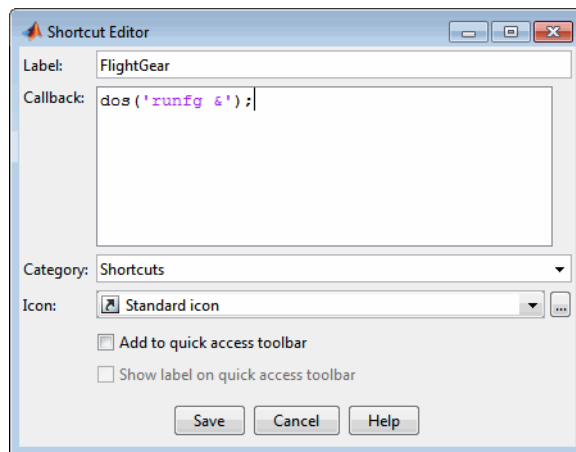 Shortcut Editor
Label: FlightGear
Callback: dos('runfg &');
Category: Shortcuts
Icon: Standard icon ...
Add to quick access toolbar
Show label on quick access toolbar
Save Cancel Help